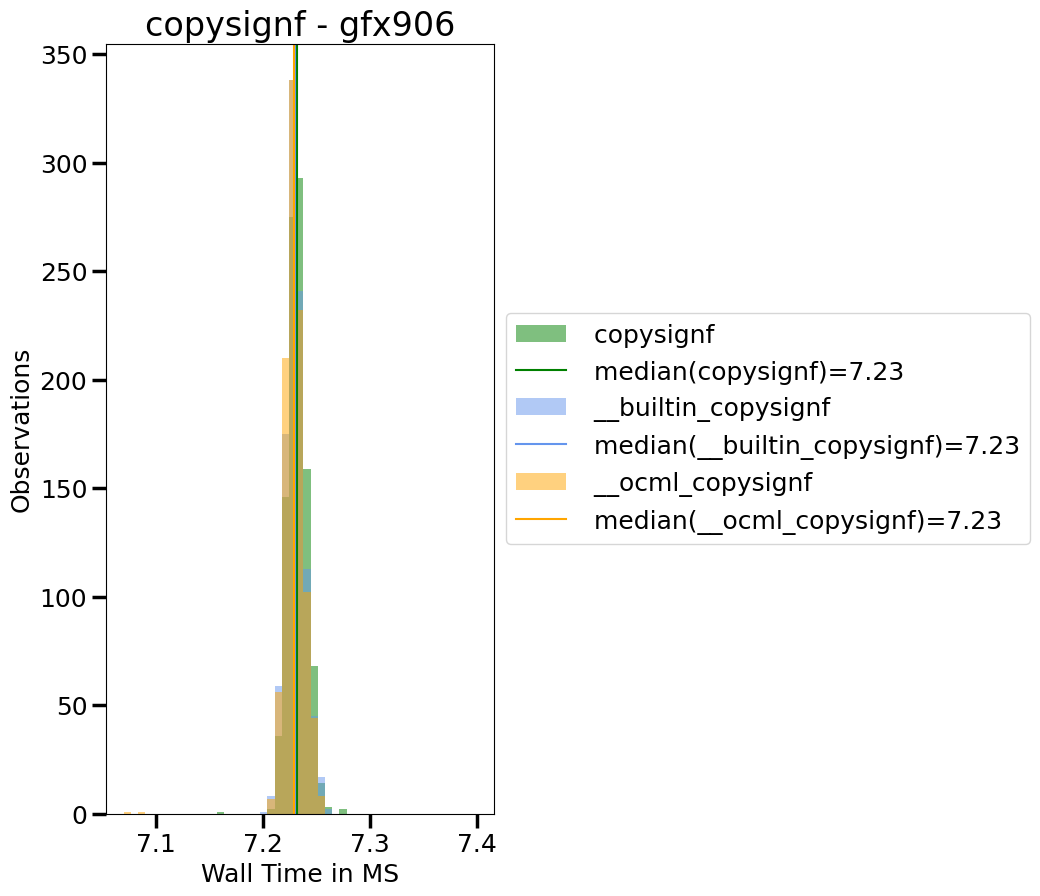 copysignf - gfx906
350
300
250
200
150
100
50
0
Observations
7.1 7.2 7.3 7.4
Wall Time in MS
copysignf
median(copysignf)=7.23
__builtin_copysignf
median(__builtin_copysignf)=7.23
__ocml_copysignf
median(__ocml_copysignf)=7.23